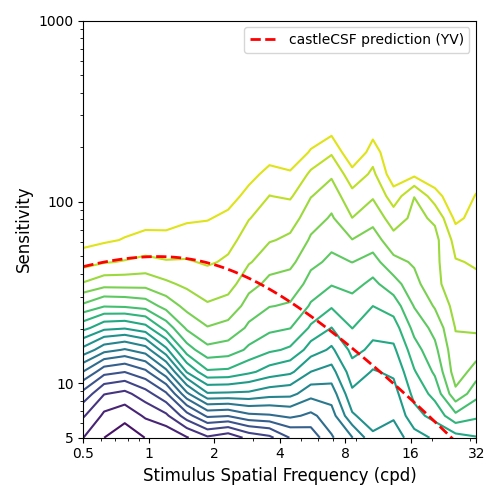 1000
castleCSF prediction (YV)
100
Sensitivity
10
5
0.5 1 2 4 8 16 32
Stimulus Spatial Frequency (cpd)